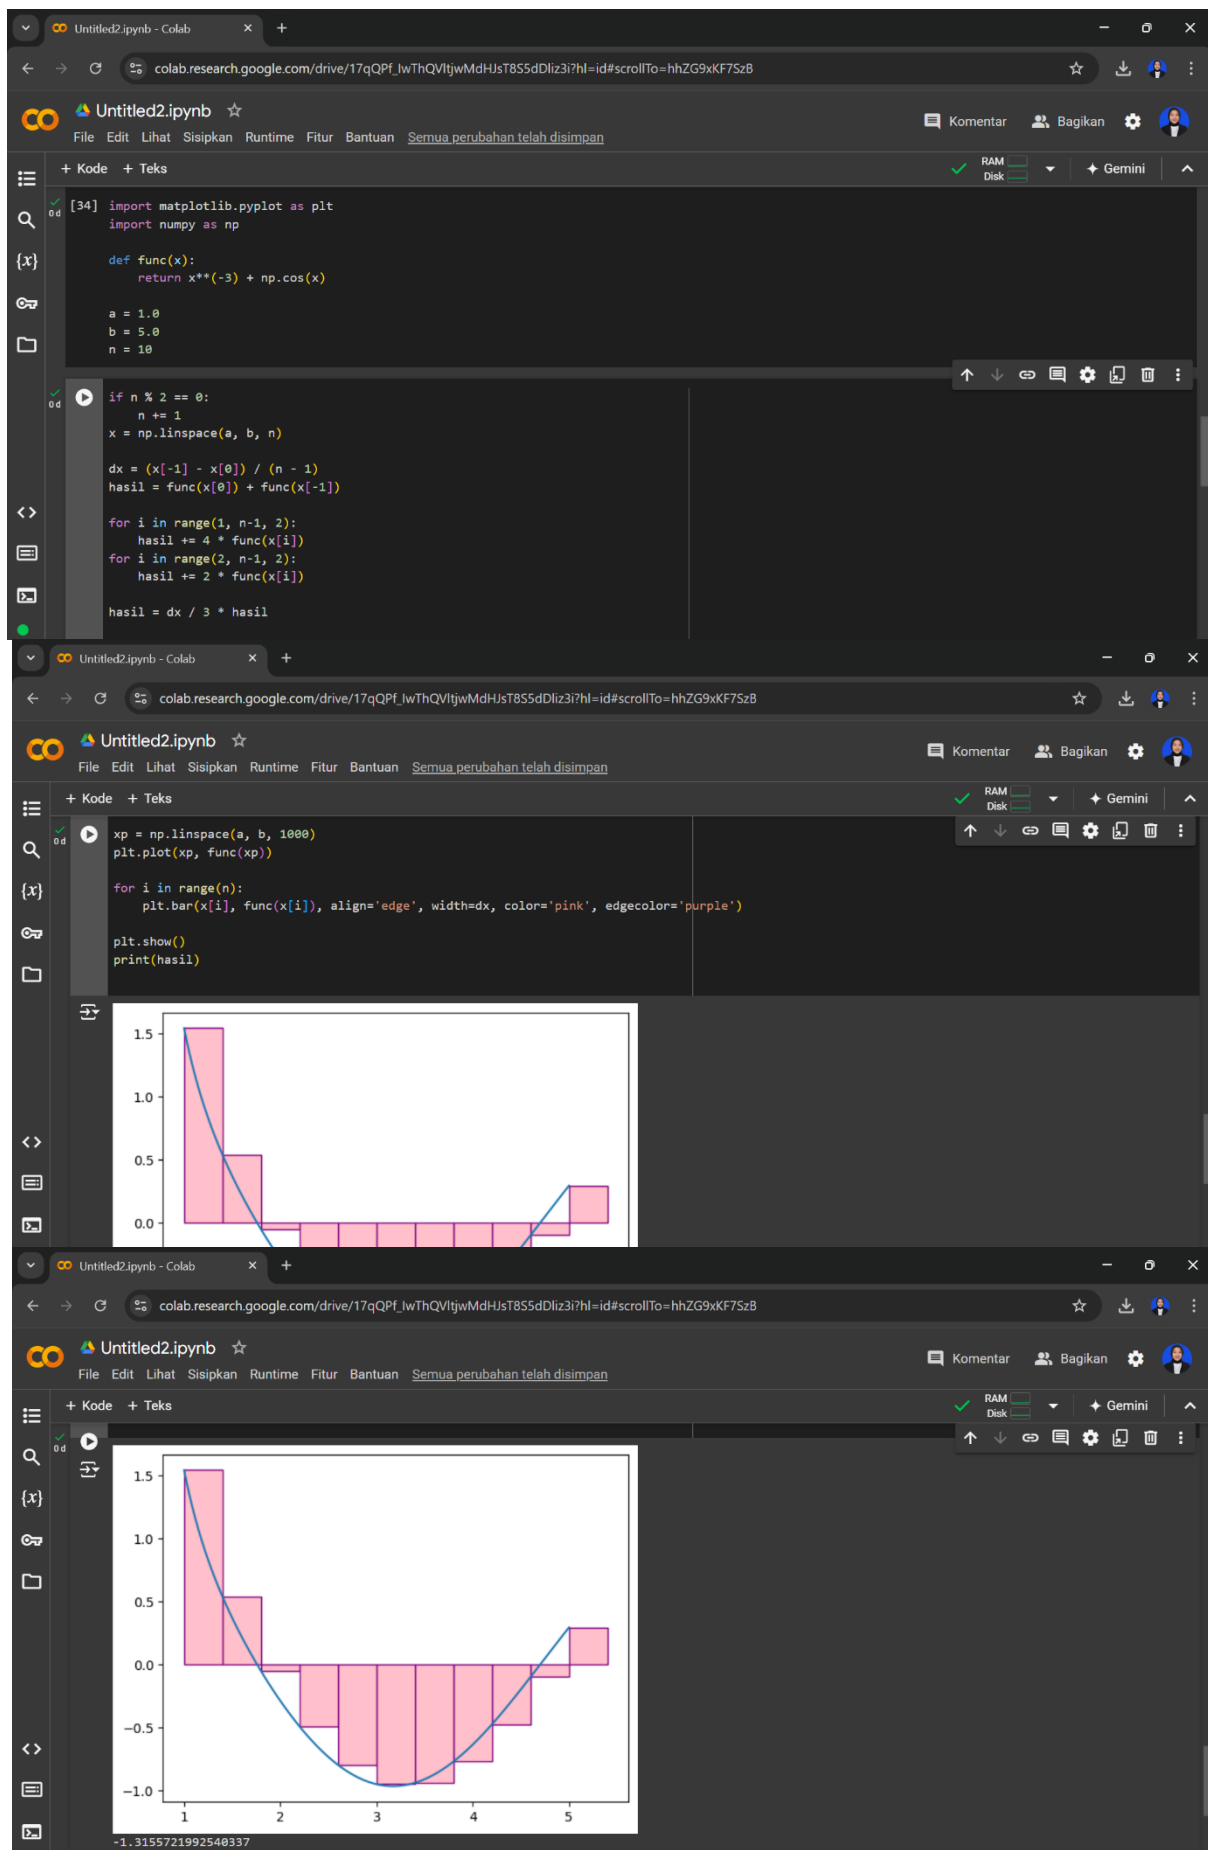 Untitled2.ipynb - Colab
colab.research.google.com/drive/17qQPf_lwThQVltjwMdHJsT8S5dDliz3i?hl=id#scrollTo=hhZG9xKF7SzB
Untitled2.ipynb
Komentar Bagikan
File Edit Lihat Sisipkan Runtime Fitur Bantuan Semua perubahan telah disimpan
+ Kode + Teks RAM Disk Gemini
0 d [34] import matplotlib.pyplot as plt
import numpy as np
def func(x):
    return x**(-3) + np.cos(x)
a = 1.0
b = 5.0
n = 10
0 d if n % 2 == 0:
    n += 1
x = np.linspace(a, b, n)
dx = (x[-1] - x[0]) / (n - 1)
hasil = func(x[0]) + func(x[-1])
for i in range(1, n-1, 2):
    hasil += 4 * func(x[i])
for i in range(2, n-1, 2):
    hasil += 2 * func(x[i])
hasil = dx / 3 * hasil
Untitled2.ipynb - Colab
colab.research.google.com/drive/17qQPf_lwThQVltjwMdHJsT8S5dDliz3i?hl=id#scrollTo=hhZG9xKF7SzB
Untitled2.ipynb
Komentar Bagikan
File Edit Lihat Sisipkan Runtime Fitur Bantuan Semua perubahan telah disimpan
+ Kode + Teks RAM Disk Gemini
0 d xp = np.linspace(a, b, 1000)
plt.plot(xp, func(xp))
for i in range(n):
    plt.bar(x[i], func(x[i]), align='edge', width=dx, color='pink', edgecolor='purple')
plt.show()
print(hasil)
1.5
1.0
0.5
0.0
Untitled2.ipynb - Colab
colab.research.google.com/drive/17qQPf_lwThQVltjwMdHJsT8S5dDliz3i?hl=id#scrollTo=hhZG9xKF7SzB
Untitled2.ipynb
Komentar Bagikan
File Edit Lihat Sisipkan Runtime Fitur Bantuan Semua perubahan telah disimpan
+ Kode + Teks RAM Disk Gemini
0 d
1.5
1.0
0.5
0.0
−0.5
−1.0
1 2 3 4 5
-1.3155721992540337